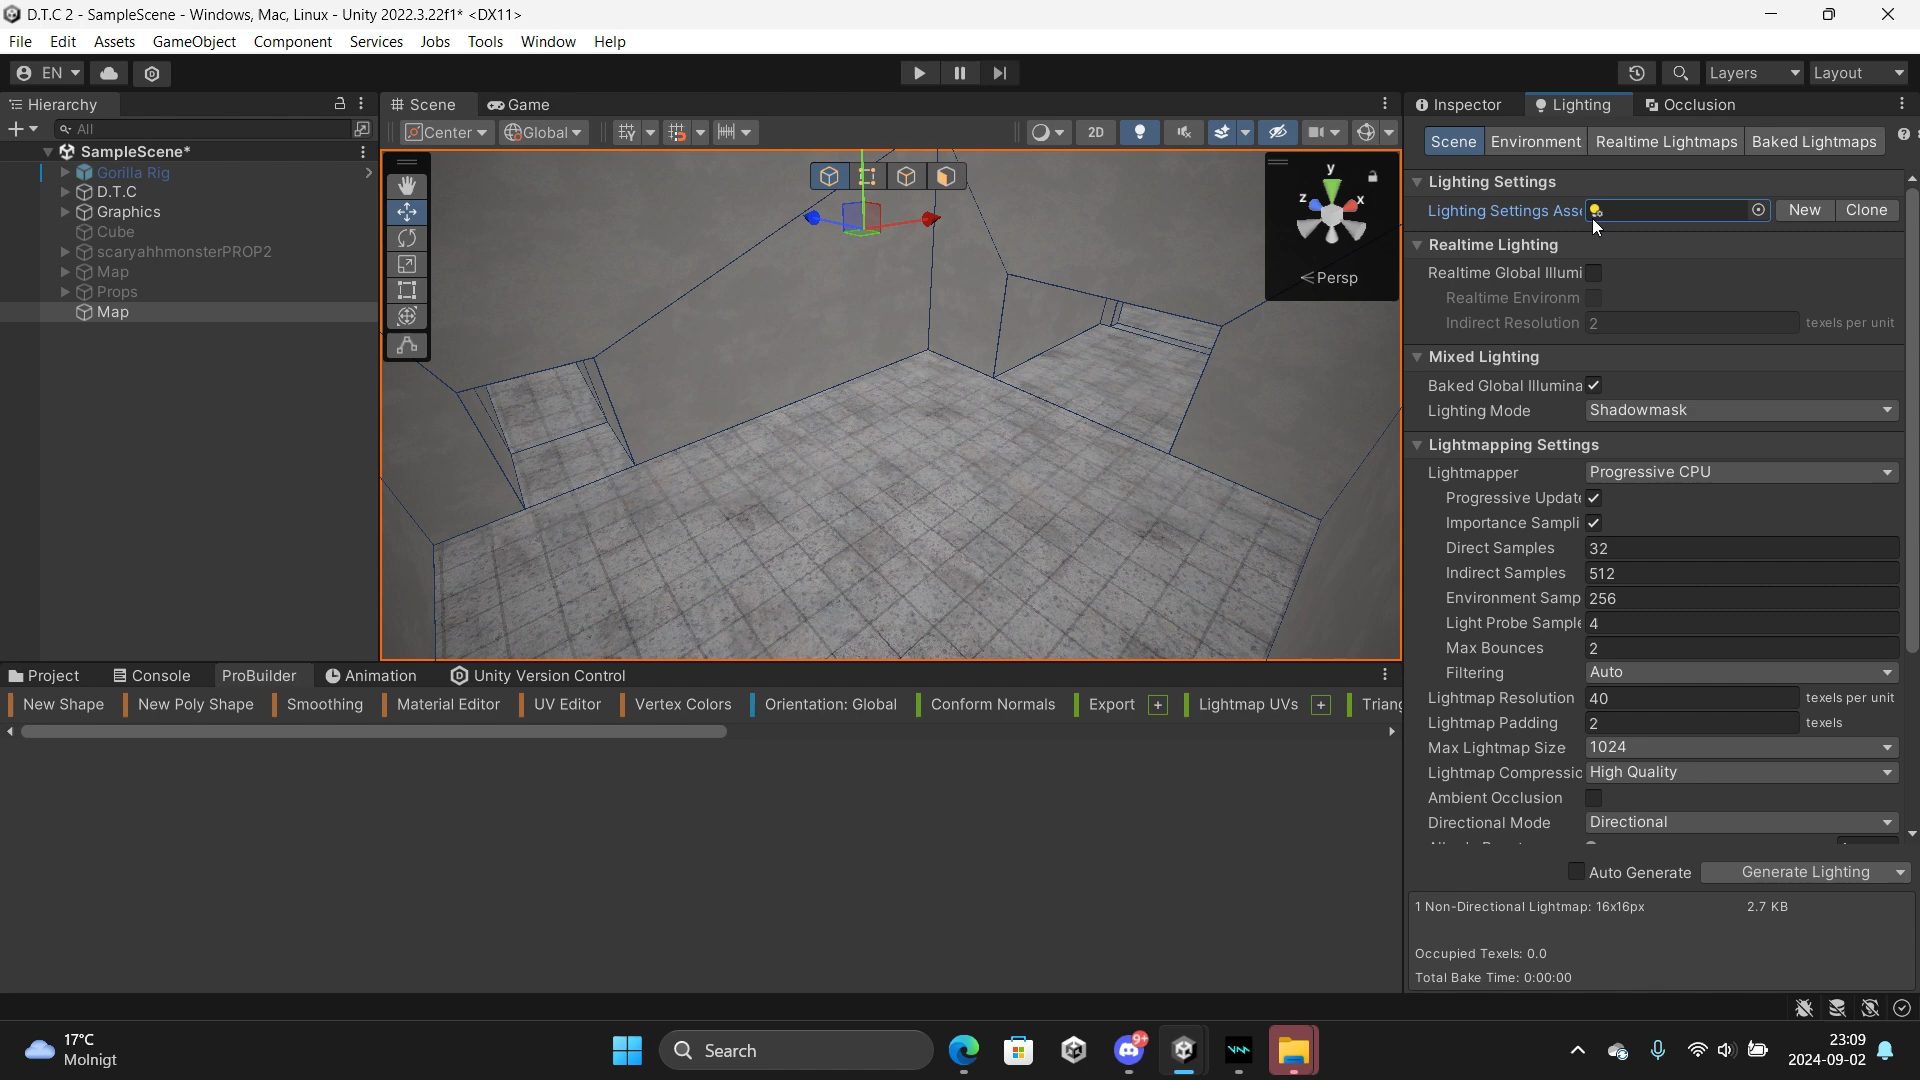 D.T.C 2 - SampleScene - Windows, Mac, Linux - Unity 2022.3.22f1* <DX11>
File Edit Assets GameObject Component Services Jobs Tools Window Help
EN Layers Layout
Hierarchy
All
SampleScene*
Gorilla Rig
D.T.C
Graphics
Cube
scaryahhmonsterPROP2
Map
Props
Map
Scene Game
Center Global 2D
y
z x
Persp
Inspector Lighting Occlusion
Scene Environment Realtime Lightmaps Baked Lightmaps
Lighting Settings
Lighting Settings Asse New Clone
Realtime Lighting
Realtime Global Illumi
Realtime Environm
Indirect Resolution 2 texels per unit
Mixed Lighting
Baked Global Illumina
Lighting Mode Shadowmask
Lightmapping Settings
Lightmapper Progressive CPU
Progressive Update
Importance Sampli
Direct Samples 32
Indirect Samples 512
Environment Samp 256
Light Probe Sample 4
Max Bounces 2
Filtering Auto
Lightmap Resolution 40 texels per unit
Lightmap Padding 2 texels
Max Lightmap Size 1024
Lightmap Compressic High Quality
Ambient Occlusion
Directional Mode Directional
Auto Generate Generate Lighting
1 Non-Directional Lightmap: 16x16px 2.7 KB
Occupied Texels: 0.0
Total Bake Time: 0:00:00
Project Console ProBuilder Animation Unity Version Control
New Shape New Poly Shape Smoothing Material Editor UV Editor Vertex Colors Orientation: Global Conform Normals Export + Lightmap UVs + Triang
17°C
Molnigt
Search
9+
23:09
2024-09-02